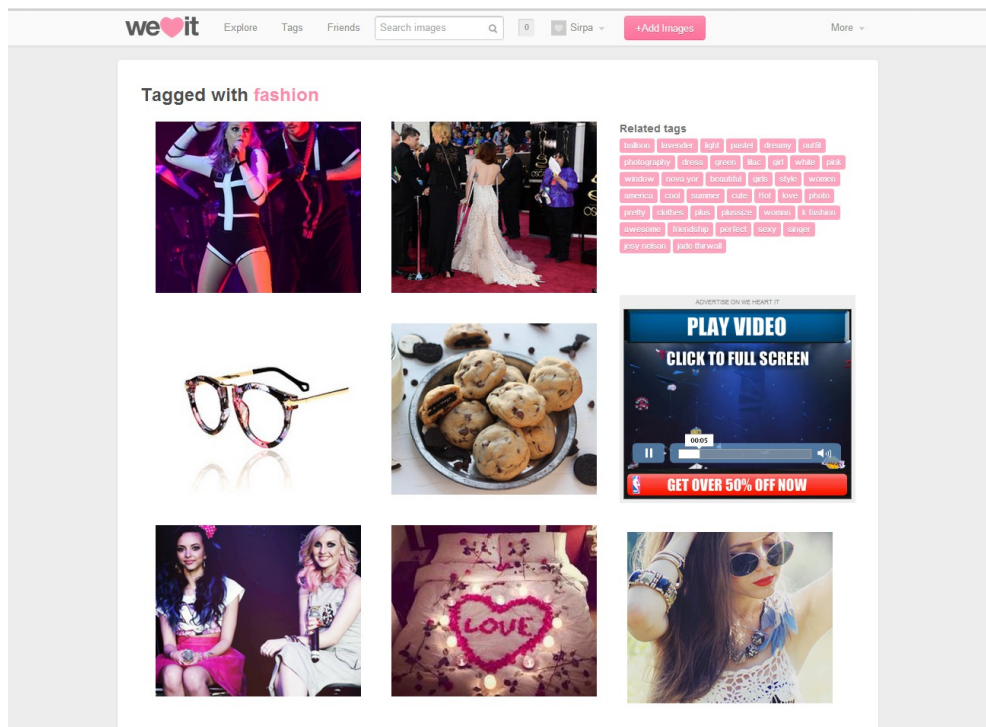 we it
Explore
Tags
Friends
Search images
0
Sirpa
+Add Images
More
Tagged with fashion
Related tags
balloon lavender light pastel dreamy outfit
photography dress green lilac girl white pink
window nova yor beautiful girls style women
america cool summer cute Hot love photo
pretty clothes plus plussize woman k fashion
awesome friendship perfect sexy singer
jesy nelson jade thirwall
ADVERTISE ON WE HEART IT
PLAY VIDEO
CLICK TO FULL SCREEN
00:05
GET OVER 50% OFF NOW
LOVE